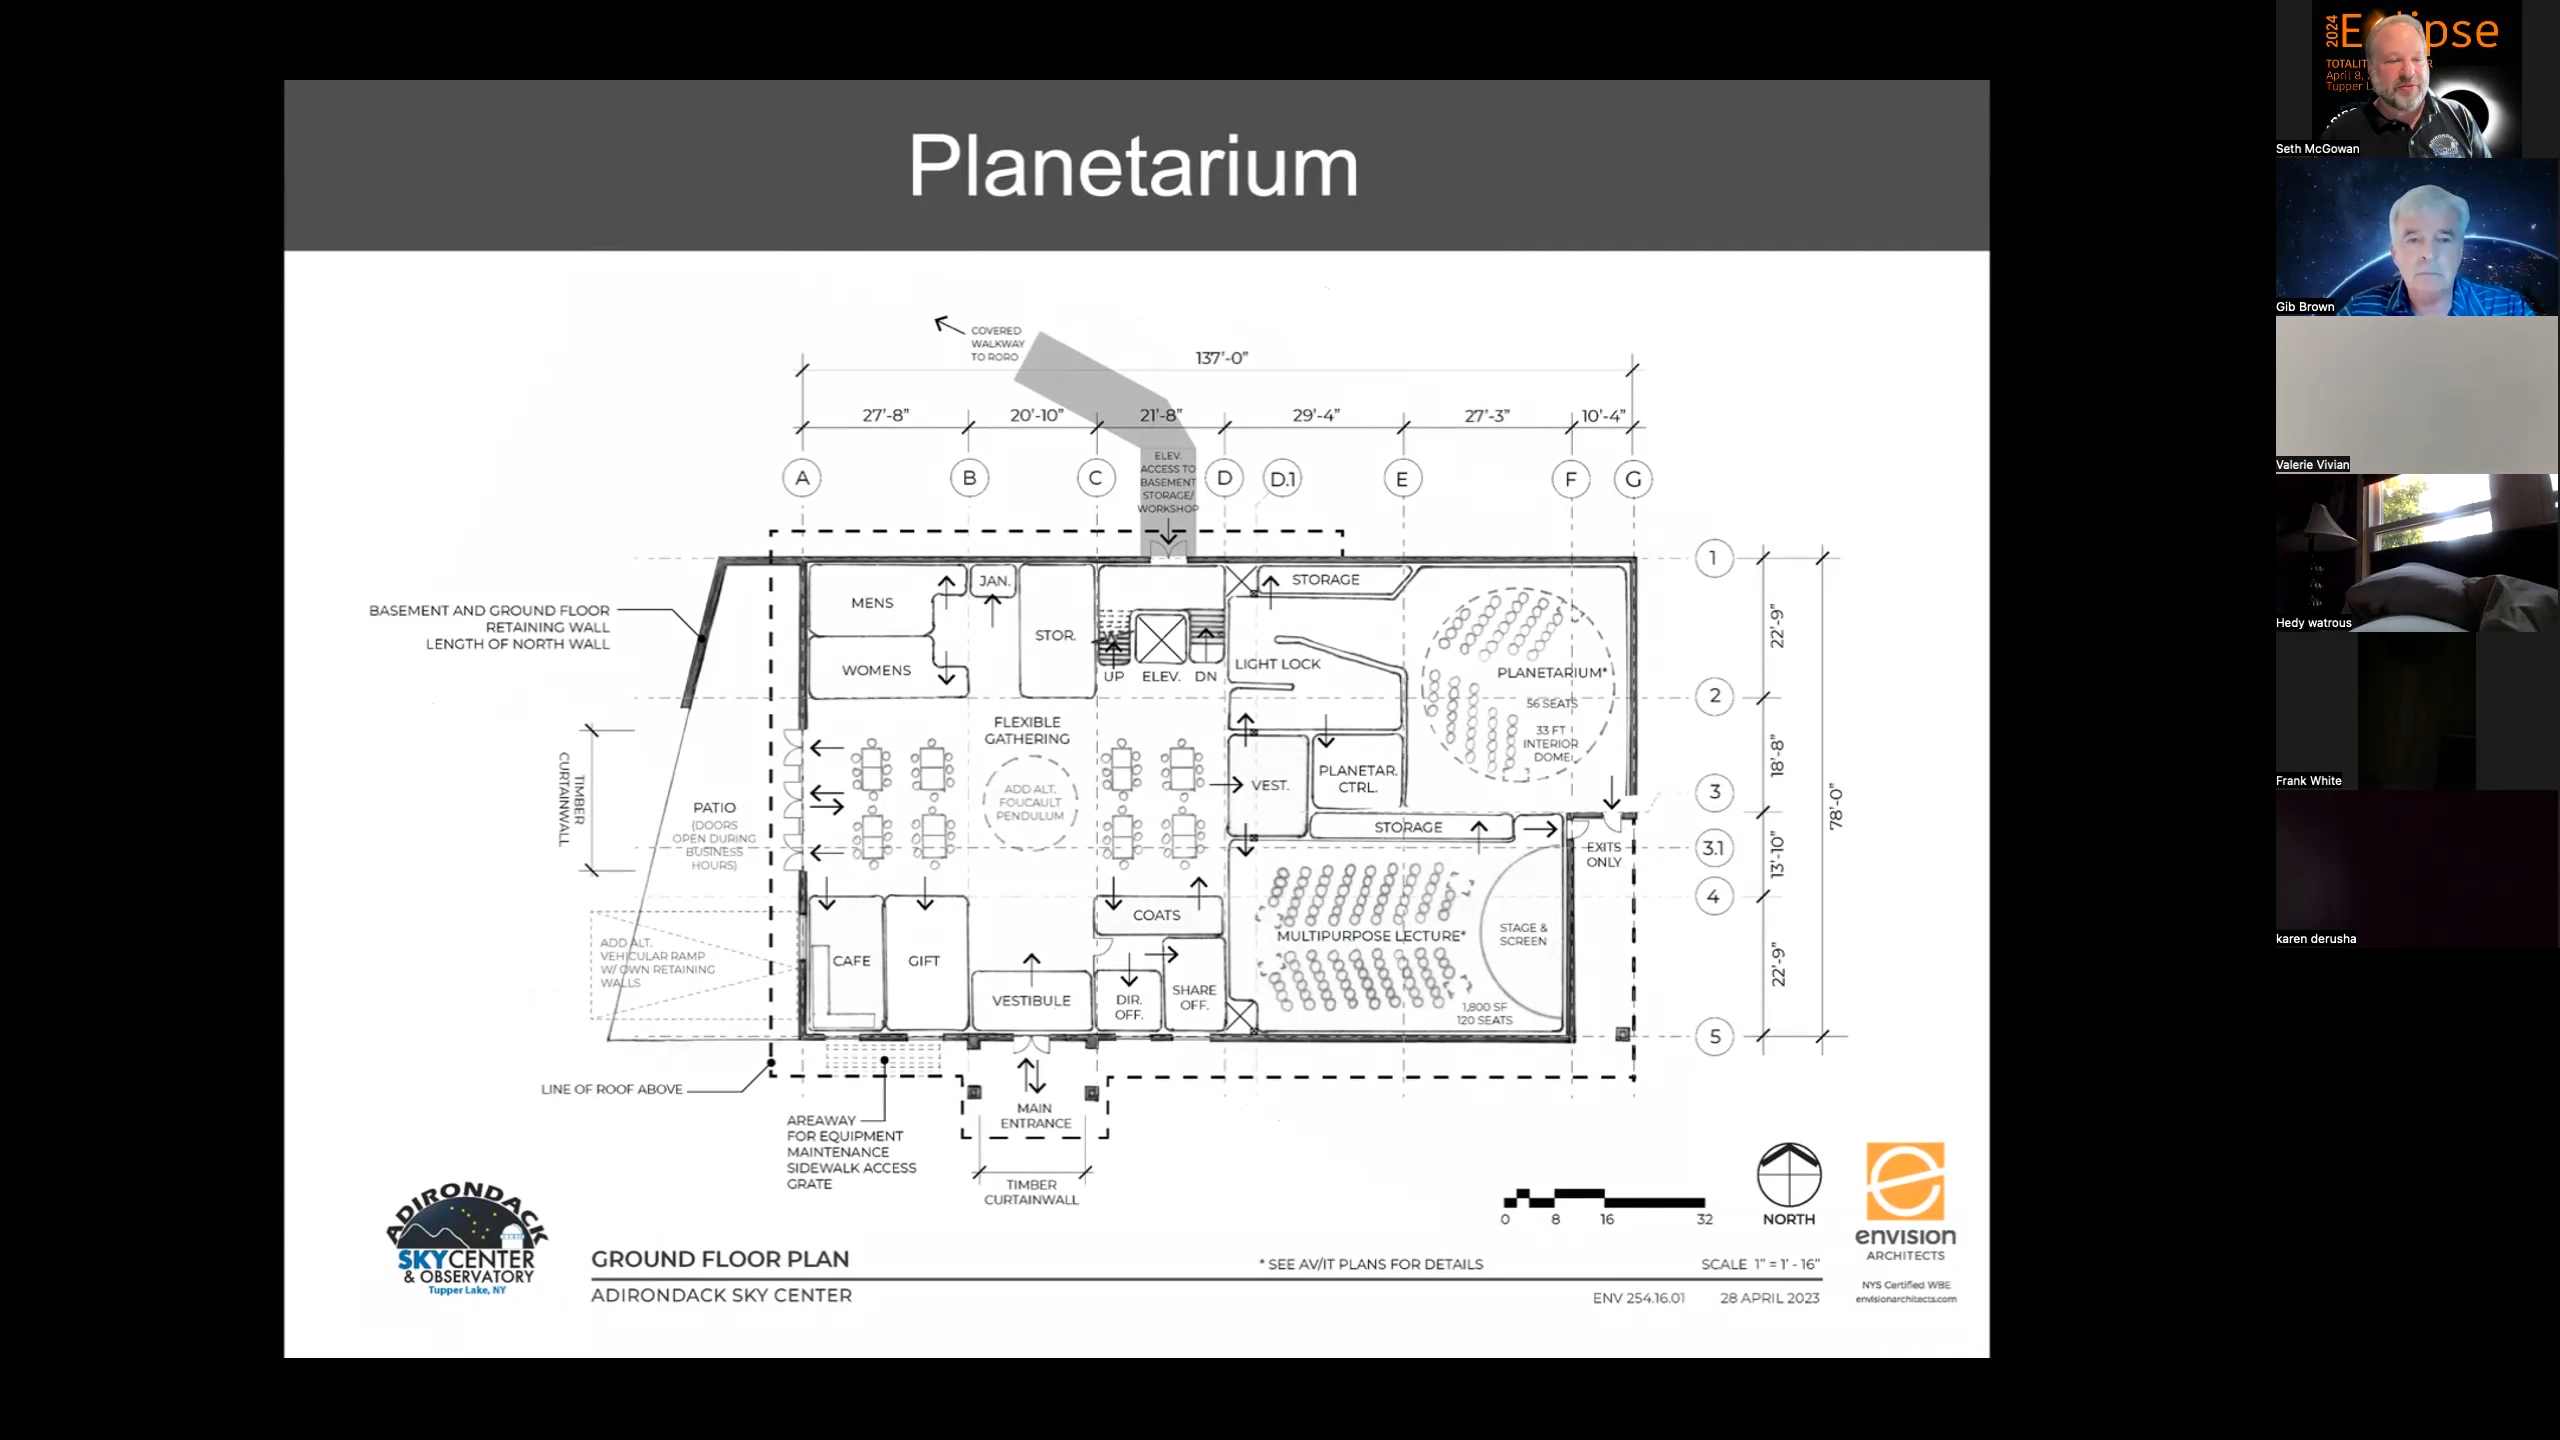 Planetarium
COVERED
WALKWAY
TO RORO
137'-0"
27'-8"
20'-10"
21'-8"
29'-4"
27'-3"
10'-4"
A
B
C
D
D.1
E
F
G
ELEV.
ACCESS TO
BASEMENT
STORAGE/
WORKSHOP
1
2
3
3.1
4
5
22'-9"
18'-8"
13'-10"
22'-9"
78'-0"
BASEMENT AND GROUND FLOOR
RETAINING WALL
LENGTH OF NORTH WALL
TIMBER
CURTAINWALL
PATIO
(DOORS
OPEN DURING
BUSINESS
HOURS)
ADD ALT.
VEHICULAR RAMP
W/ OWN RETAINING
WALLS
MENS
WOMENS
JAN.
STOR.
UP
ELEV.
DN
STORAGE
LIGHT LOCK
PLANETARIUM*
56 SEATS
33 FT
INTERIOR
DOME
FLEXIBLE
GATHERING
ADD ALT.
FOUCAULT
PENDULUM
VEST.
PLANETAR.
CTRL.
STORAGE
EXITS
ONLY
CAFE
GIFT
VESTIBULE
COATS
DIR.
OFF.
SHARE
OFF.
MULTIPURPOSE LECTURE*
STAGE &
SCREEN
1,800 SF
120 SEATS
LINE OF ROOF ABOVE
AREAWAY
FOR EQUIPMENT
MAINTENANCE
SIDEWALK ACCESS
GRATE
MAIN
ENTRANCE
TIMBER
CURTAINWALL
0 8 16 32
NORTH
envision
ARCHITECTS
NYS Certified WBE
envisionarchitects.com
ADIRONDACK
SKYCENTER
& OBSERVATORY
Tupper Lake, NY
GROUND FLOOR PLAN
ADIRONDACK SKY CENTER
* SEE AV/IT PLANS FOR DETAILS
SCALE 1" = 1' - 16"
ENV 254.16.01
28 APRIL 2023
2024
April 8,
Seth McGowan
Gib Brown
Valerie Vivian
Hedy watrous
Frank White
karen derusha